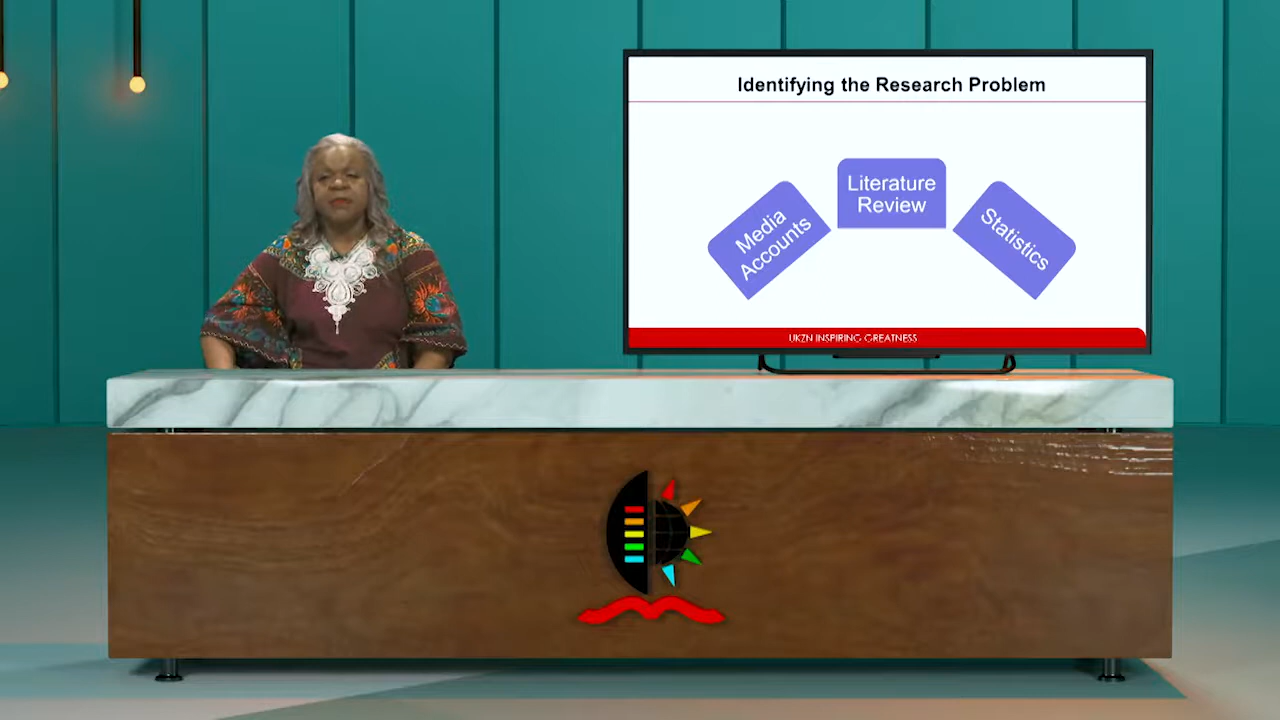 Identifying the Research Problem
Media
Accounts
Literature
Review
Statistics
UKZN INSPIRING GREATNESS